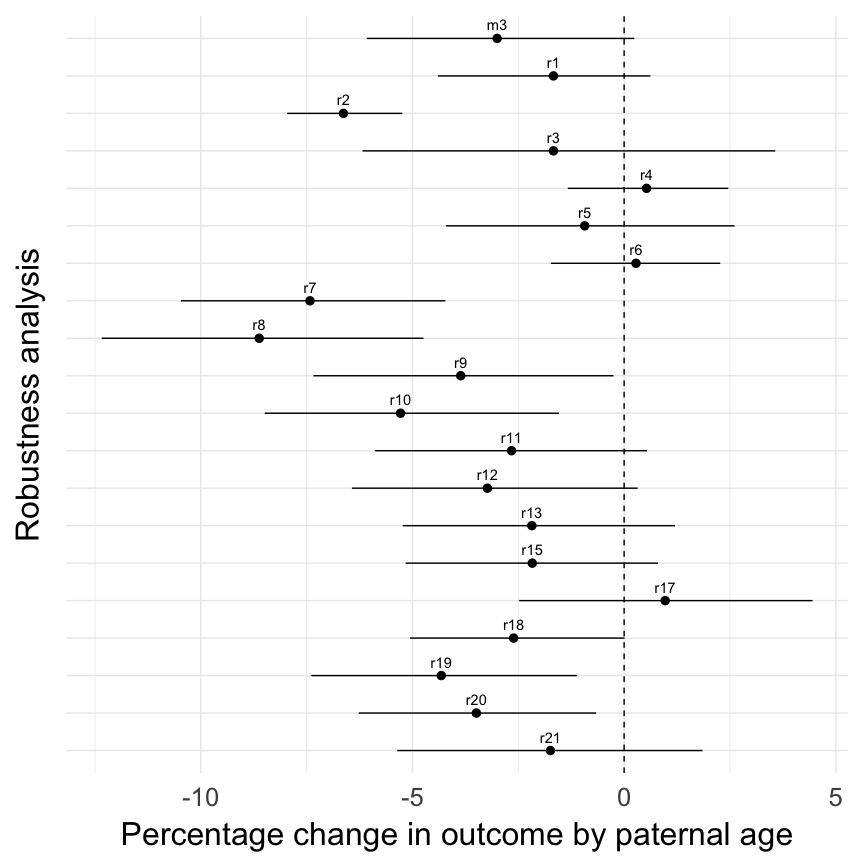 m3
r1
r2
r3
r4
r5
r6
r7
r8
r9
r10
r11
r12
r13
r15
r17
r18
r19
r20
r21
Robustness analysis
-10 -5 0 5
Percentage change in outcome by paternal age